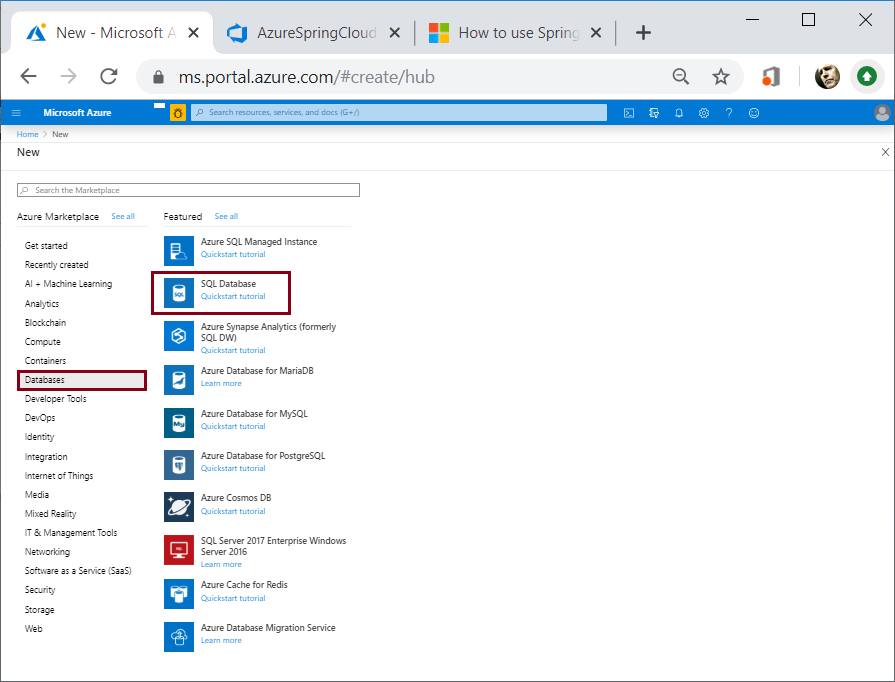 New - Microsoft A
AzureSpringCloud
How to use Spring
ms.portal.azure.com/#create/hub
Microsoft Azure
Search resources, services, and docs (G+/)
Home > New
New
Search the Marketplace
Azure Marketplace See all
Get started
Recently created
AI + Machine Learning
Analytics
Blockchain
Compute
Containers
Databases
Developer Tools
DevOps
Identity
Integration
Internet of Things
Media
Mixed Reality
IT & Management Tools
Networking
Software as a Service (SaaS)
Security
Storage
Web
Featured See all
Azure SQL Managed Instance
Quickstart tutorial
SQL
SQL Database
Quickstart tutorial
Azure Synapse Analytics (formerly
SQL DW)
Quickstart tutorial
Azure Database for MariaDB
Learn more
My
Azure Database for MySQL
Quickstart tutorial
Azure Database for PostgreSQL
Quickstart tutorial
Azure Cosmos DB
Quickstart tutorial
SQL Server 2017 Enterprise Windows
Server 2016
Learn more
Azure Cache for Redis
Quickstart tutorial
Azure Database Migration Service
Learn more